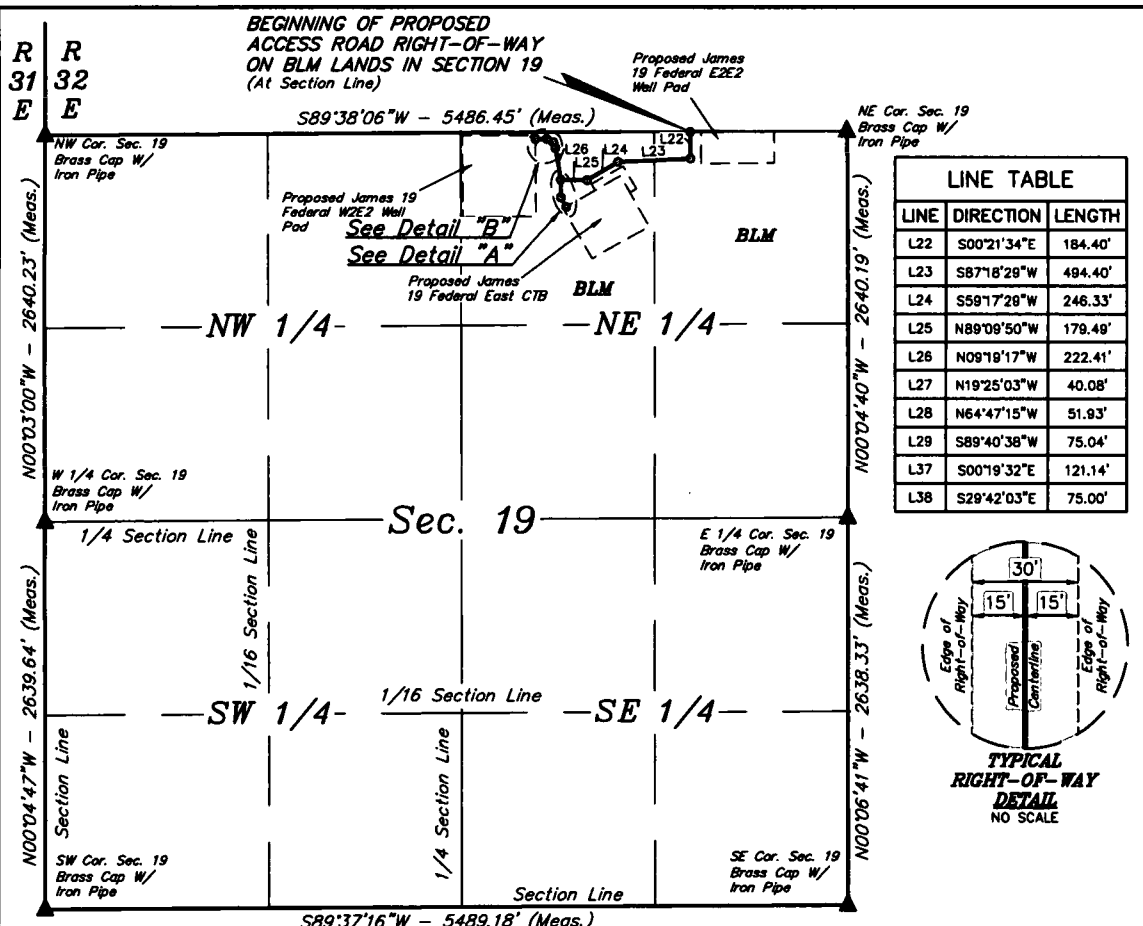 BEGINNING OF PROPOSED
ACCESS ROAD RIGHT-OF-WAY
ON BLM LANDS IN SECTION 19
(At Section Line)
R
31
E
R
32
E
Proposed James
19 Federal E2E2
Well Pad
S89°38'06"W - 5486.45' (Meas.)
NW Cor. Sec. 19
Brass Cap W/
Iron Pipe
NE Cor. Sec. 19
Brass Cap W/
Iron Pipe
L22
L23
L24
L25
L26
Proposed James 19
Federal W2E2 Well
Pad
See Detail "B"
See Detail "A"
Proposed James
19 Federal East CTB
BLM
BLM
N00°03'00"W - 2640.23' (Meas.)
N00°04'40"W - 2640.19' (Meas.)
NW 1/4
NE 1/4
W 1/4 Cor. Sec. 19
Brass Cap W/
Iron Pipe
1/4 Section Line
Sec. 19
E 1/4 Cor. Sec. 19
Brass Cap W/
Iron Pipe
1/16 Section Line
1/16 Section Line
SW 1/4
SE 1/4
N00°04'47"W - 2639.64' (Meas.)
N00°06'41"W - 2638.33' (Meas.)
Section Line
1/4 Section Line
SW Cor. Sec. 19
Brass Cap W/
Iron Pipe
SE Cor. Sec. 19
Brass Cap W/
Iron Pipe
Section Line
S89°37'16"W - 5489.18' (Meas.)
LINE TABLE
LINE DIRECTION LENGTH
L22 S00°21'34"E 184.40'
L23 S87°18'29"W 494.40'
L24 S59°17'29"W 246.33'
L25 N89°09'50"W 179.49'
L26 N09°19'17"W 222.41'
L27 N19°25'03"W 40.08'
L28 N64°47'15"W 51.93'
L29 S89°40'38"W 75.04'
L37 S00°19'32"E 121.14'
L38 S29°42'03"E 75.00'
30'
15' 15'
Edge of
Right-of-Way
Proposed
Centerline
Edge of
Right-of-Way
TYPICAL
RIGHT-OF-WAY
DETAIL
NO SCALE